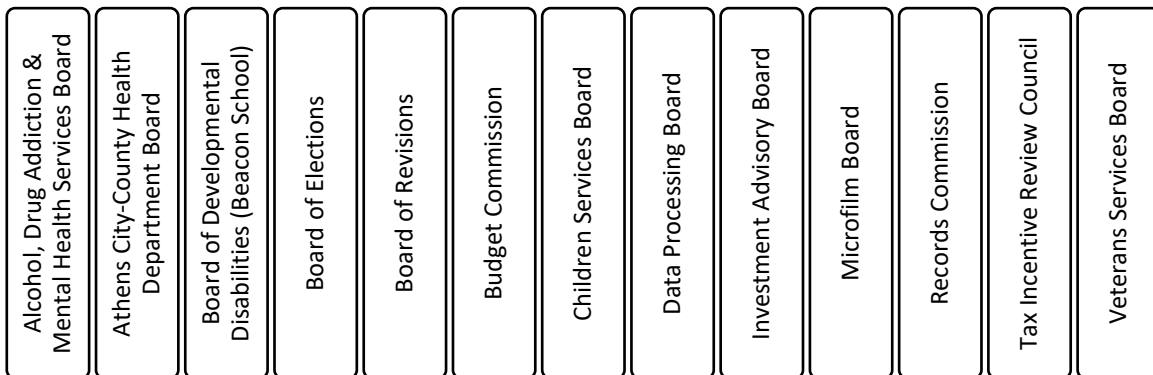 Alcohol, Drug Addiction &
Mental Health Services Board
Athens City-County Health
Department Board
Board of Developmental
Disabilities (Beacon School)
Board of Elections
Board of Revisions
Budget Commission
Children Services Board
Data Processing Board
Investment Advisory Board
Microfilm Board
Records Commission
Tax Incentive Review Council
Veterans Services Board